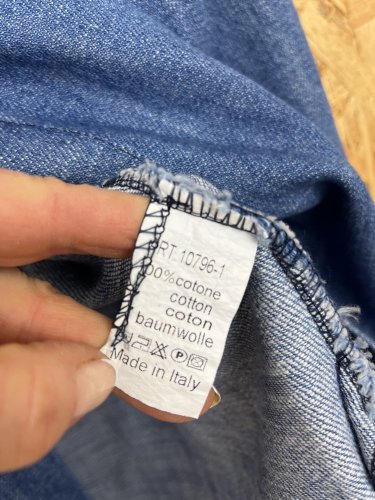 RT. 10796-1
00%cotone
cotton
coton
baumwolle
P
Made in Italy